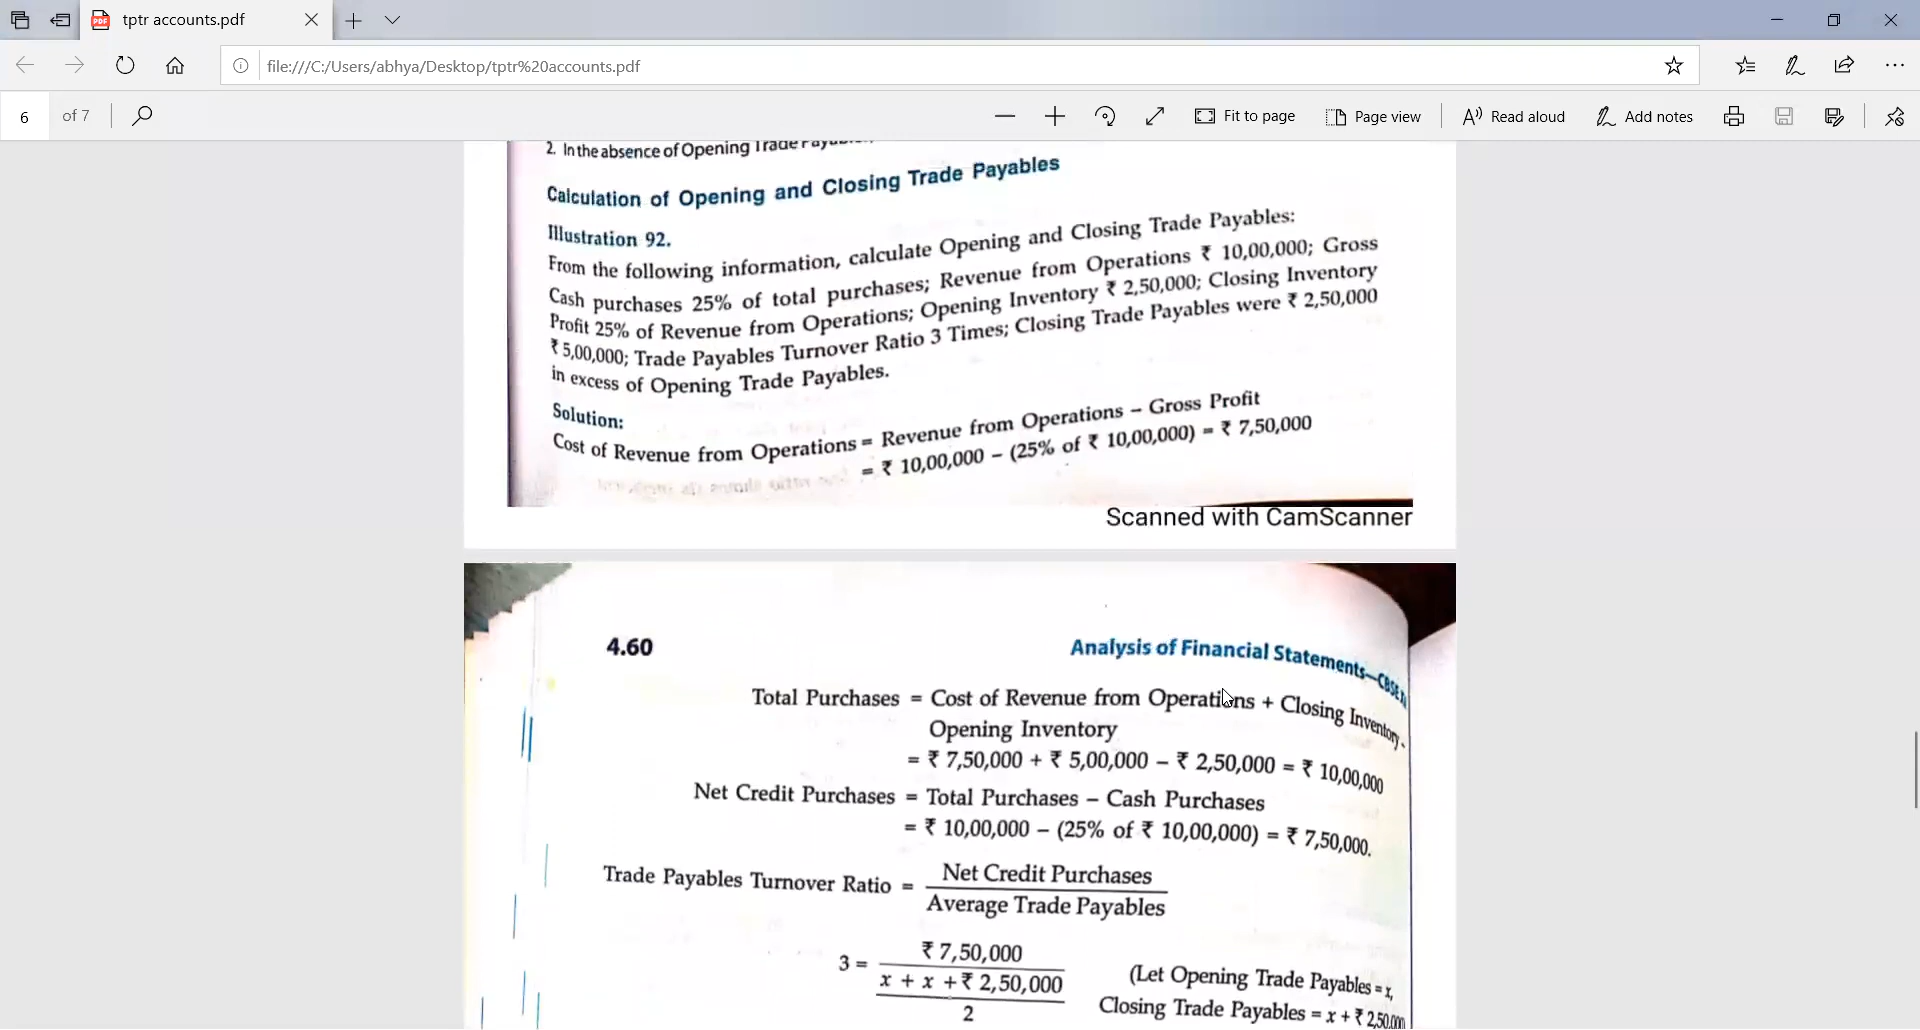 tptr accounts.pdf
file:///C:/Users/abhya/Desktop/tptr%20accounts.pdf
6 of 7
Fit to page
Page view
Read aloud
Add notes
2. In the absence of Opening Trade
Calculation of Opening and Closing Trade Payables
Illustration 92.
From the following information, calculate Opening and Closing Trade Payables:
Cash purchases 25% of total purchases; Revenue from Operations ₹ 10,00,000; Gross
Profit 25% of Revenue from Operations; Opening Inventory ₹ 2,50,000; Closing Inventory
₹ 5,00,000; Trade Payables Turnover Ratio 3 Times; Closing Trade Payables were ₹ 2,50,000
in excess of Opening Trade Payables.
Solution:
Cost of Revenue from Operations = Revenue from Operations – Gross Profit
= ₹ 10,00,000 – (25% of ₹ 10,00,000) = ₹ 7,50,000
Scanned with CamScanner
4.60
Analysis of Financial Statements—CBSE
Total Purchases = Cost of Revenue from Operations + Closing Inventory -
Opening Inventory
= ₹ 7,50,000 + ₹ 5,00,000 – ₹ 2,50,000 = ₹ 10,00,000
Net Credit Purchases = Total Purchases – Cash Purchases
= ₹ 10,00,000 – (25% of ₹ 10,00,000) = ₹ 7,50,000.
Trade Payables Turnover Ratio = Net Credit Purchases
Average Trade Payables
3 = ₹ 7,50,000
x + x + ₹ 2,50,000
2
(Let Opening Trade Payables = x,
Closing Trade Payables = x + ₹ 2,50,000